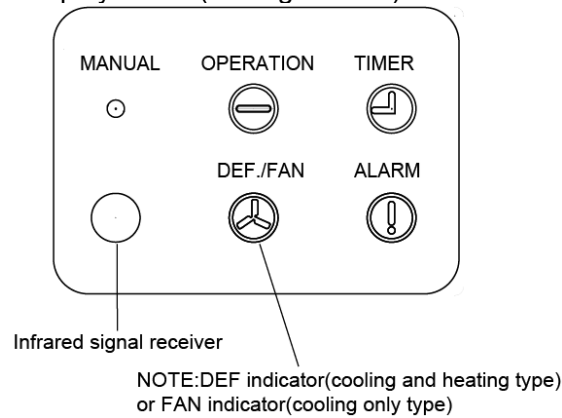 MANUAL OPERATION TIMER
DEF./FAN ALARM
Infrared signal receiver
NOTE:DEF indicator(cooling and heating type)
or FAN indicator(cooling only type)